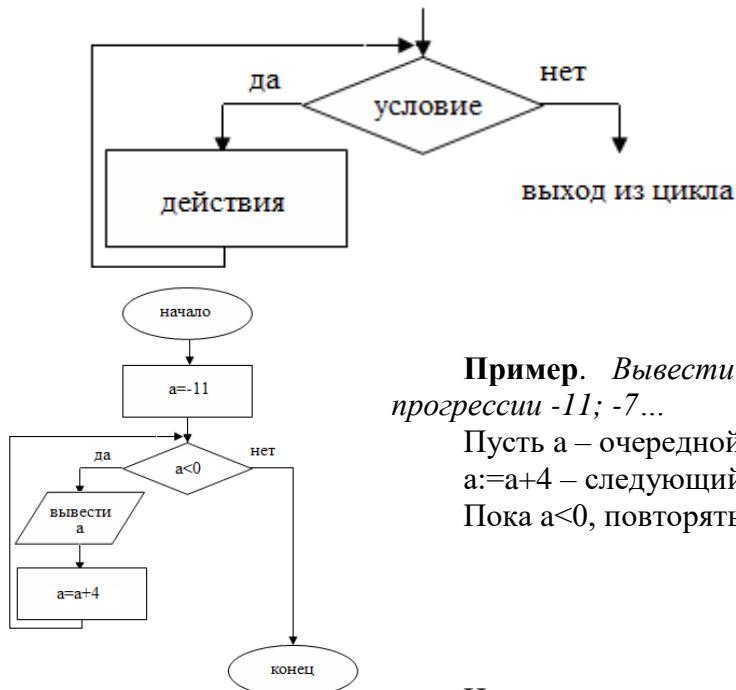 да
нет
условие
действия
выход из цикла
начало
a=-11
да
нет
a<0
вывести
a
a=a+4
конец
Пример. Вывести
прогрессии -11; -7…
Пусть а – очередной
а:=а+4 – следующий
Пока а<0, повторять